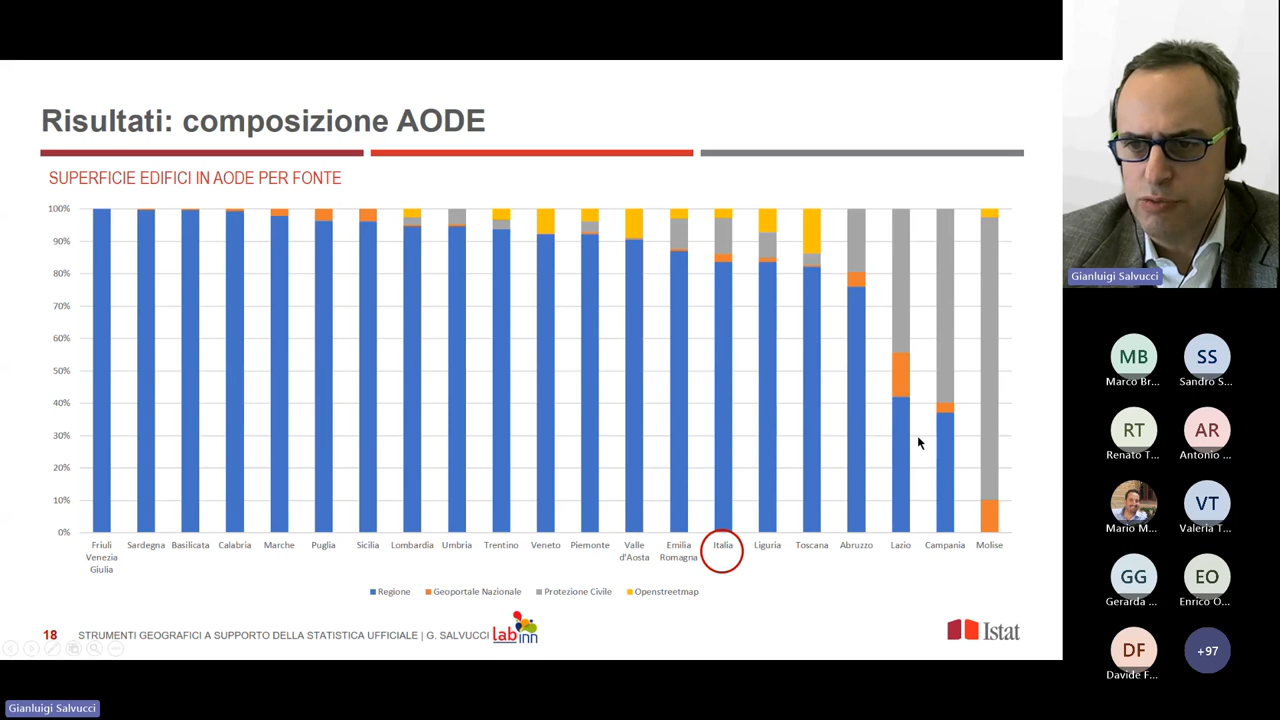 Risultati: composizione AODE
SUPERFICIE EDIFICI IN AODE PER FONTE
100%
90%
80%
70%
60%
50%
40%
30%
20%
10%
0%
Friuli Venezia Giulia
Sardegna
Basilicata
Calabria
Marche
Puglia
Sicilia
Lombardia
Umbria
Trentino
Veneto
Piemonte
Valle d'Aosta
Emilia Romagna
Italia
Liguria
Toscana
Abruzzo
Lazio
Campania
Molise
Regione
Geoportale Nazionale
Protezione Civile
Openstreetmap
18
STRUMENTI GEOGRAFICI A SUPPORTO DELLA STATISTICA UFFICIALE | G. SALVUCCI
lab inn
Istat
Gianluigi Salvucci
MB
Marco Br...
SS
Sandro S...
RT
Renato T...
AR
Antonio ...
Mario M...
VT
Valeria T...
GG
Gerarda ...
EO
Enrico O...
DF
Davide F...
+97
Gianluigi Salvucci